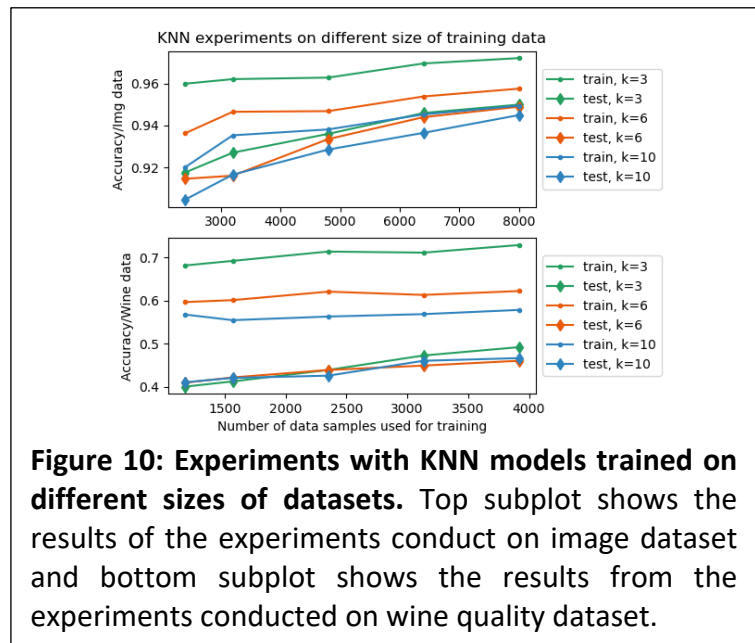 KNN experiments on different size of training data
Accuracy/Img data
0.96
0.94
0.92
3000 4000 5000 6000 7000 8000
train, k=3
test, k=3
train, k=6
test, k=6
train, k=10
test, k=10
Accuracy/Wine data
0.7
0.6
0.5
0.4
1500 2000 2500 3000 3500 4000
Number of data samples used for training
train, k=3
test, k=3
train, k=6
test, k=6
train, k=10
test, k=10
Figure 10: Experiments with KNN models trained on
different sizes of datasets. Top subplot shows the
results of the experiments conduct on image dataset
and bottom subplot shows the results from the
experiments conducted on wine quality dataset.